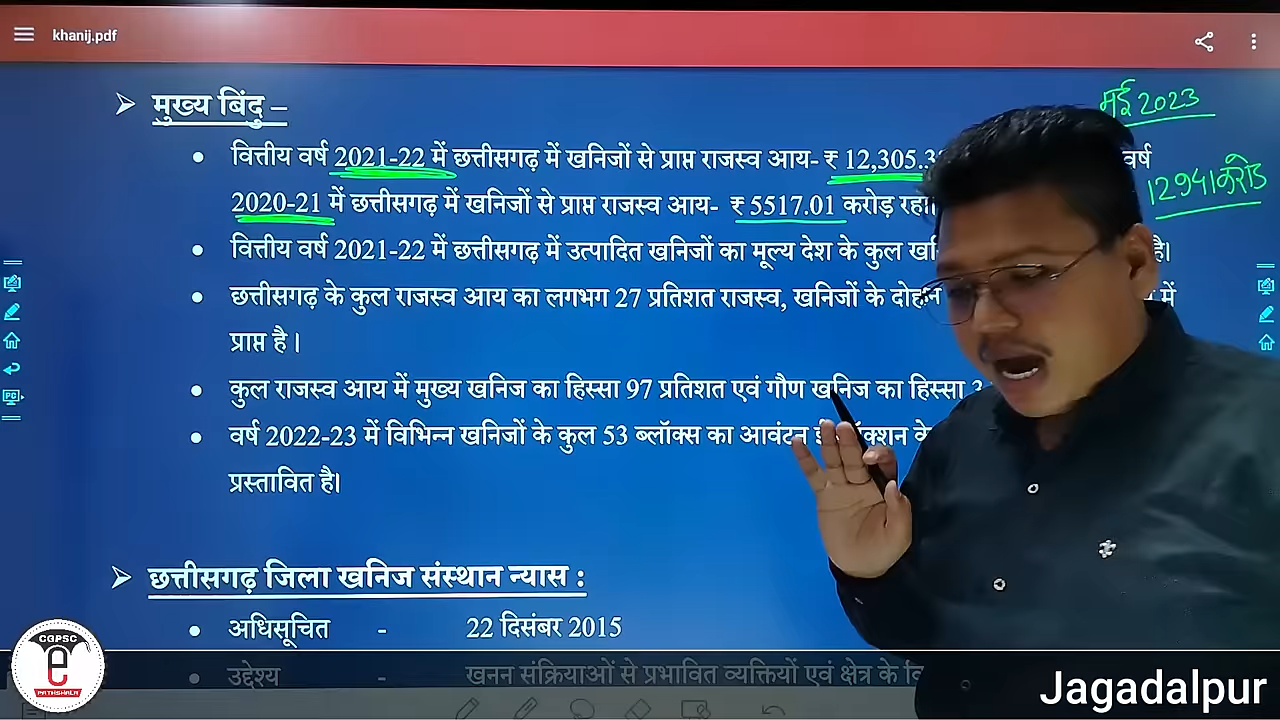 khanij.pdf
मुख्य बिंदु –
मई 2023
वित्तीय वर्ष 2021-22 में छत्तीसगढ़ में खनिजों से प्राप्त राजस्व आय- ₹ 12,305. वर्ष
12941 करोड़
2020-21 में छत्तीसगढ़ में खनिजों से प्राप्त राजस्व आय- ₹ 5517.01 करोड़ रहा
वित्तीय वर्ष 2021-22 में छत्तीसगढ़ में उत्पादित खनिजों का मूल्य देश के कुल है।
छत्तीसगढ़ के कुल राजस्व आय का लगभग 27 प्रतिशत राजस्व, खनिजों के दोहन में
प्राप्त है।
कुल राजस्व आय में मुख्य खनिज का हिस्सा 97 प्रतिशत एवं गौण खनिज का हिस्सा
वर्ष 2022-23 में विभिन्न खनिजों के कुल 53 ब्लॉक्स का आवंटन
प्रस्तावित है।
छत्तीसगढ़ जिला खनिज संस्थान न्यास :
अधिसूचित - 22 दिसंबर 2015
उद्देश्य - खनन संक्रियाओं से प्रभावित व्यक्तियों एवं क्षेत्र के
CGPSC
e
PATHSHALA
Jagadalpur